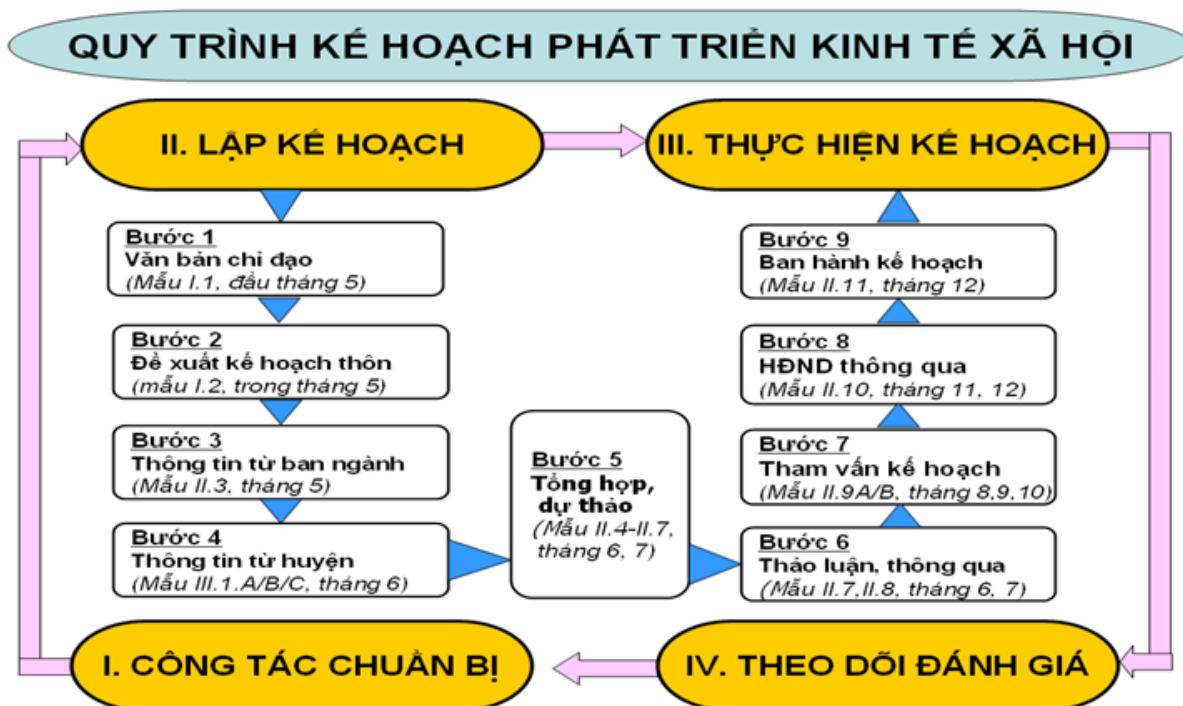 QUY TRÌNH KẾ HOẠCH PHÁT TRIỂN KINH TẾ XÃ HỘI
II. LẬP KẾ HOẠCH
III. THỰC HIỆN KẾ HOẠCH
Bước 1
Văn bản chỉ đạo
(Mẫu I.1, đầu tháng 5)
Bước 2
Đề xuất kế hoạch thôn
(mẫu I.2, trong tháng 5)
Bước 3
Thông tin từ ban ngành
(Mẫu II.3, tháng 5)
Bước 4
Thông tin từ huyện
(Mẫu III.1.A/B/C, tháng 6)
Bước 5
Tổng hợp,
dự thảo
(Mẫu II.4-II.7,
tháng 6, 7)
Bước 9
Ban hành kế hoạch
(Mẫu II.11, tháng 12)
Bước 8
HĐND thông qua
(Mẫu II.10, tháng 11, 12)
Bước 7
Tham vấn kế hoạch
(Mẫu II.9A/B, tháng 8,9,10)
Bước 6
Thảo luận, thông qua
(Mẫu II.7,II.8, tháng 6, 7)
I. CÔNG TÁC CHUẨN BỊ
IV. THEO DÕI ĐÁNH GIÁ